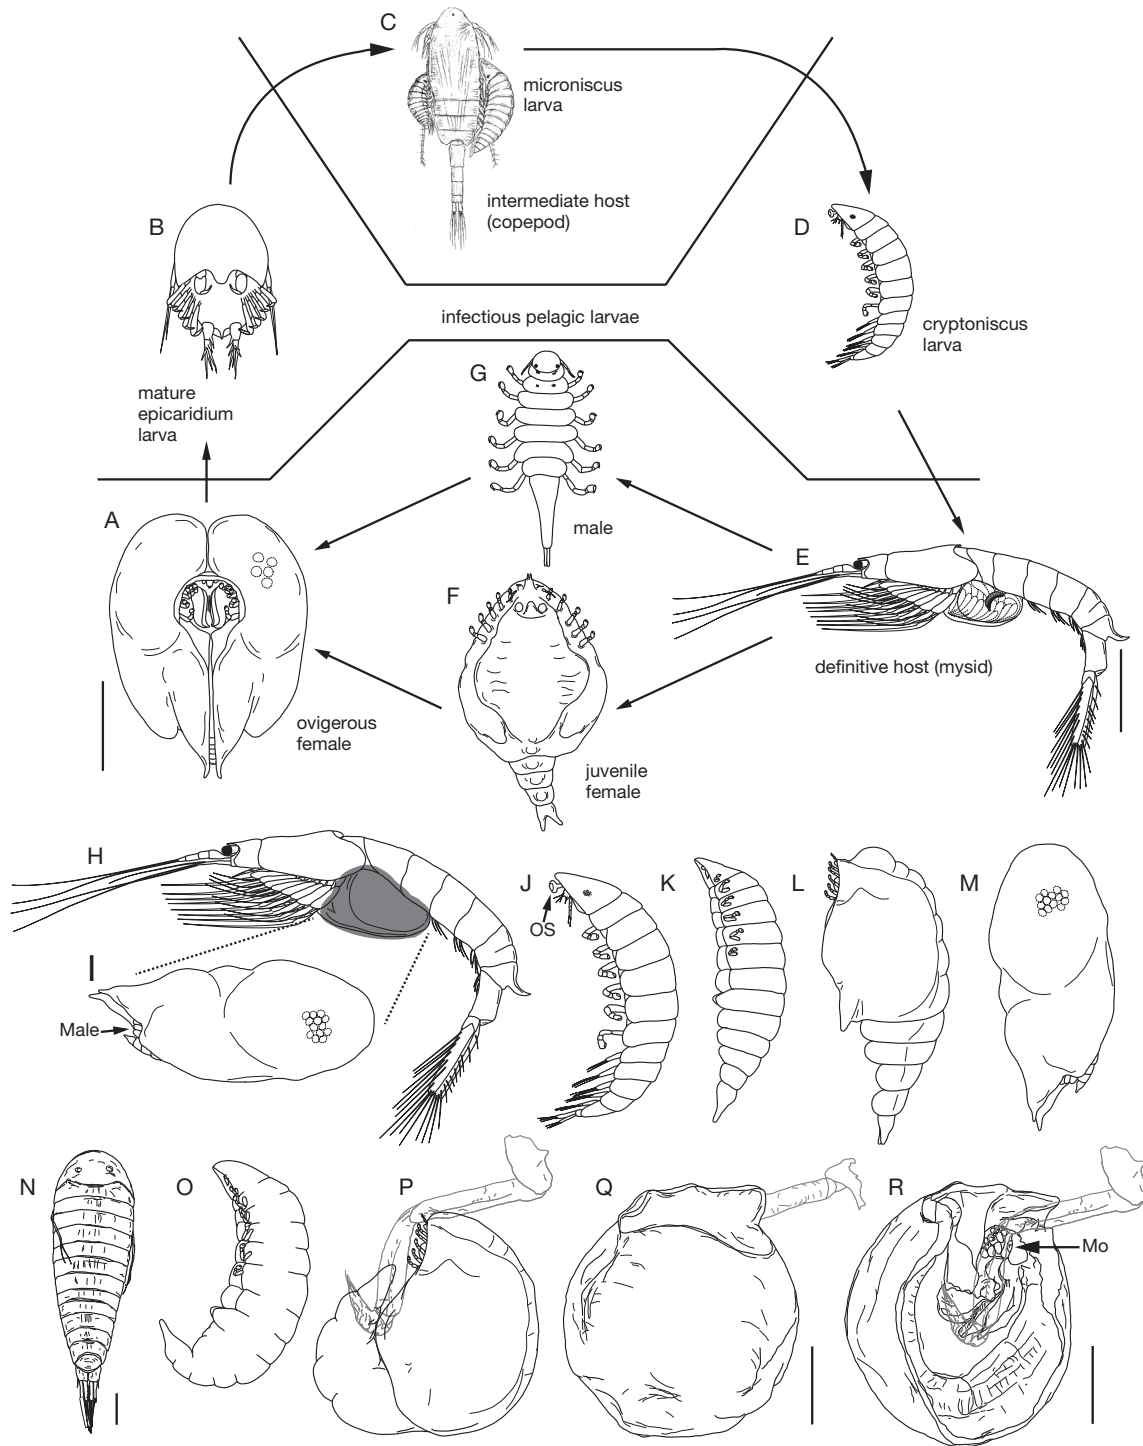 C
microniscus
larva
intermediate host
(copepod)
B
D
infectious pelagic larvae
cryptoniscus
larva
G
mature
epicaridium
larva
A
male
E
F
definitive host (mysid)
ovigerous
female
juvenile
female
H
J
K
L
M
OS
I
Male
N
O
P
Q
R
Mo